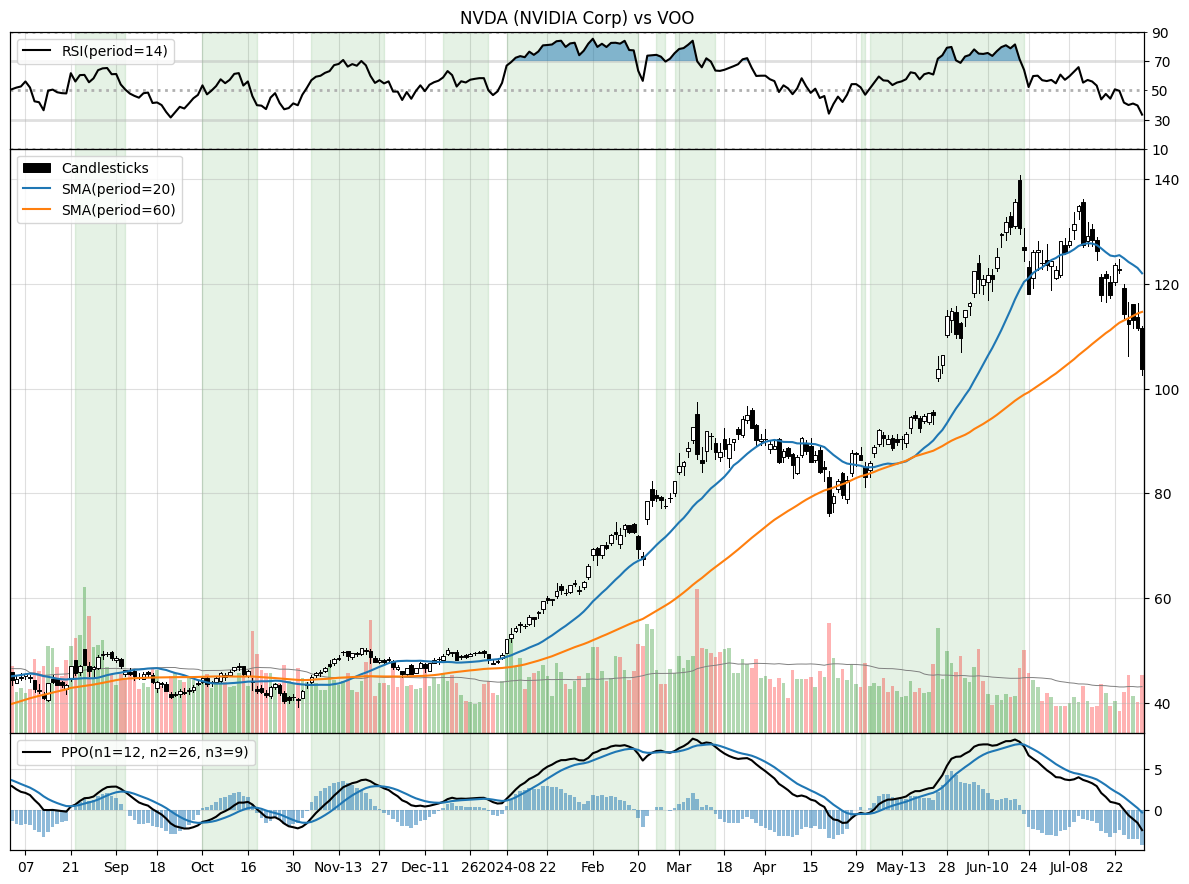 NVDA (NVIDIA Corp) vs VOO
RSI(period=14)
90
70
50
30
10
Candlesticks
SMA(period=20)
SMA(period=60)
140
120
100
80
60
40
PPO(n1=12, n2=26, n3=9)
5
0
07 21 Sep 18 Oct 16 30 Nov-13 27 Dec-11 26 2024-08 22 Feb 20 Mar 18 Apr 15 29 May-13 28 Jun-10 24 Jul-08 22